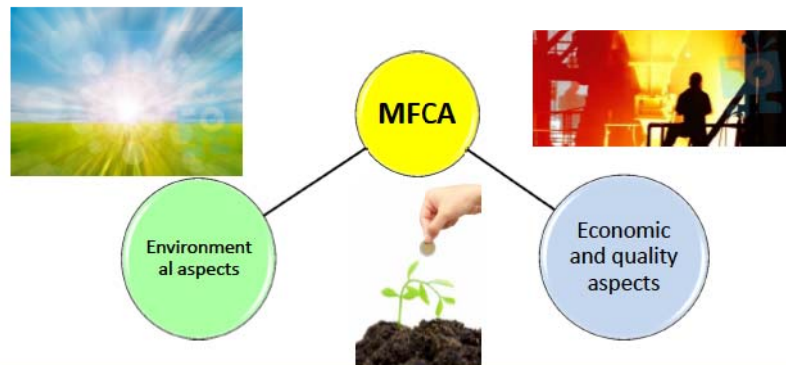 MFCA
Environment
al aspects
Economic
and quality
aspects